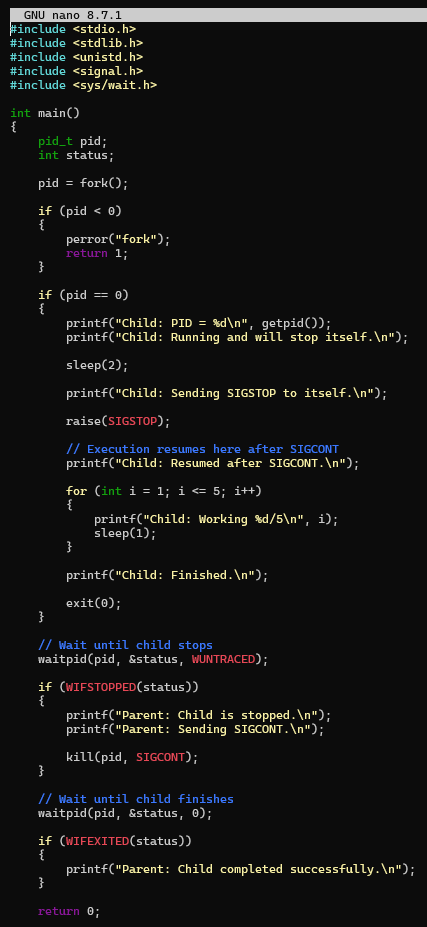 GNU nano 8.7.1
#include <stdio.h>
#include <stdlib.h>
#include <unistd.h>
#include <signal.h>
#include <sys/wait.h>

int main()
{
    pid_t pid;
    int status;

    pid = fork();

    if (pid < 0)
    {
        perror("fork");
        return 1;
    }

    if (pid == 0)
    {
        printf("Child: PID = %d\n", getpid());
        printf("Child: Running and will stop itself.\n");

        sleep(2);

        printf("Child: Sending SIGSTOP to itself.\n");

        raise(SIGSTOP);

        // Execution resumes here after SIGCONT
        printf("Child: Resumed after SIGCONT.\n");

        for (int i = 1; i <= 5; i++)
        {
            printf("Child: Working %d/5\n", i);
            sleep(1);
        }

        printf("Child: Finished.\n");

        exit(0);
    }

    // Wait until child stops
    waitpid(pid, &status, WUNTRACED);

    if (WIFSTOPPED(status))
    {
        printf("Parent: Child is stopped.\n");
        printf("Parent: Sending SIGCONT.\n");

        kill(pid, SIGCONT);
    }

    // Wait until child finishes
    waitpid(pid, &status, 0);

    if (WIFEXITED(status))
    {
        printf("Parent: Child completed successfully.\n");
    }

    return 0;